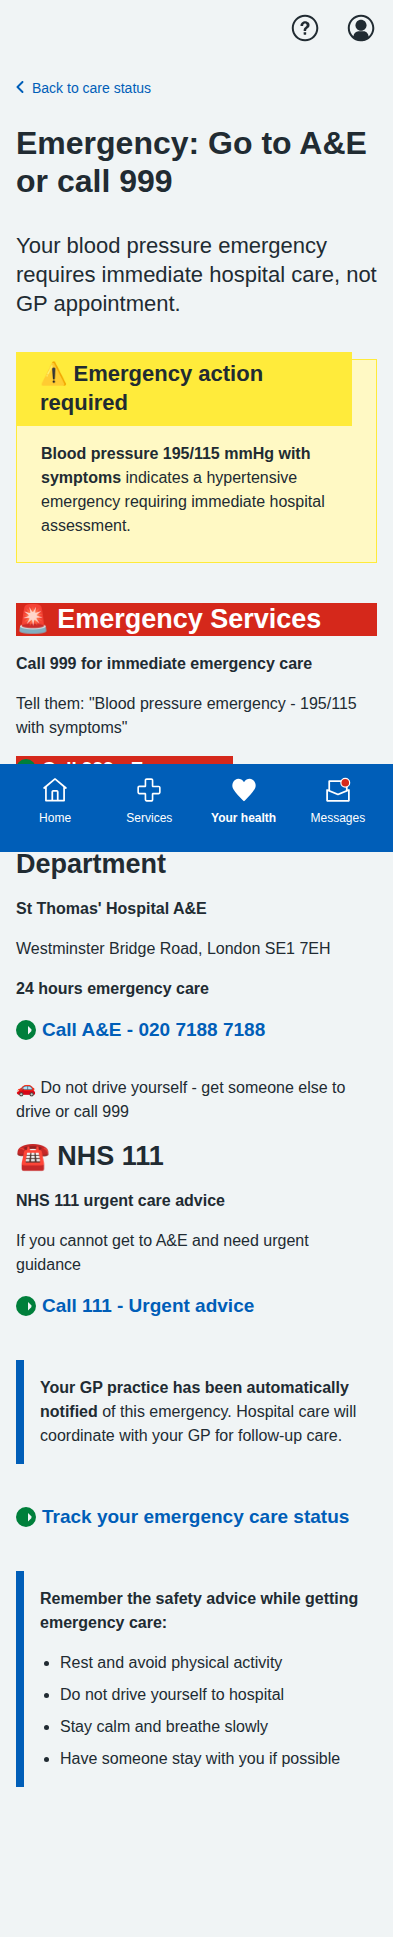 Back to care status
Emergency: Go to A&E
or call 999
Your blood pressure emergency
requires immediate hospital care, not
GP appointment.
⚠️ Emergency action
required
Blood pressure 195/115 mmHg with
symptoms indicates a hypertensive
emergency requiring immediate hospital
assessment.
🚨 Emergency Services
Call 999 for immediate emergency care
Tell them: "Blood pressure emergency - 195/115
with symptoms"
Home
Services
Your health
Messages
Department
St Thomas' Hospital A&E
Westminster Bridge Road, London SE1 7EH
24 hours emergency care
Call A&E - 020 7188 7188
🚗 Do not drive yourself - get someone else to
drive or call 999
☎️ NHS 111
NHS 111 urgent care advice
If you cannot get to A&E and need urgent
guidance
Call 111 - Urgent advice
Your GP practice has been automatically
notified of this emergency. Hospital care will
coordinate with your GP for follow-up care.
Track your emergency care status
Remember the safety advice while getting
emergency care:
• Rest and avoid physical activity
• Do not drive yourself to hospital
• Stay calm and breathe slowly
• Have someone stay with you if possible